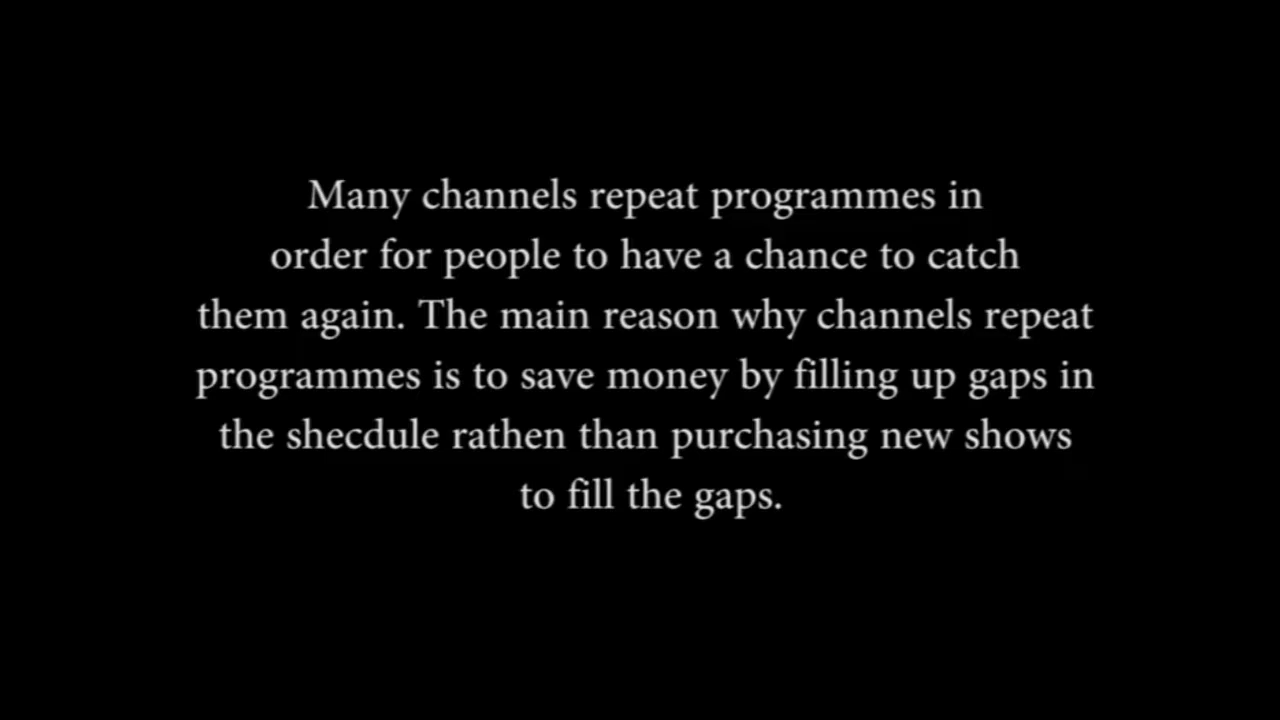 Many channels repeat programmes in
order for people to have a chance to catch
them again. The main reason why channels repeat
programmes is to save money by filling up gaps in
the shecdule rathen than purchasing new shows
to fill the gaps.